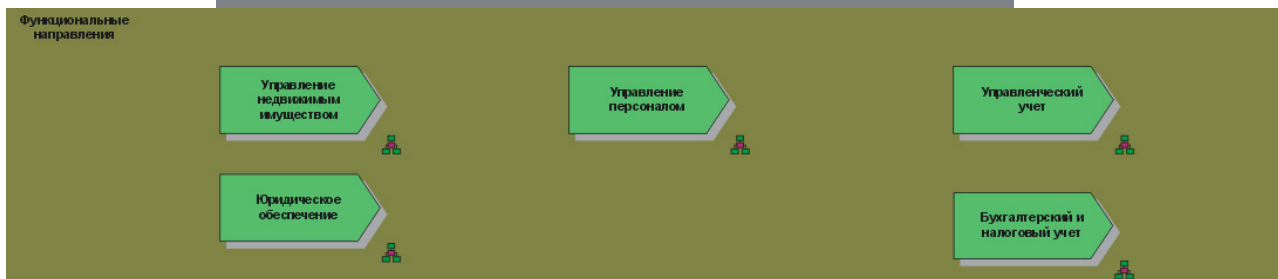 Функциональные
направления
Управление
недвижимым
имуществом
Управление
персоналом
Управленческий
учет
Юридическое
обеспечение
Бухгалтерский и
налоговый учет